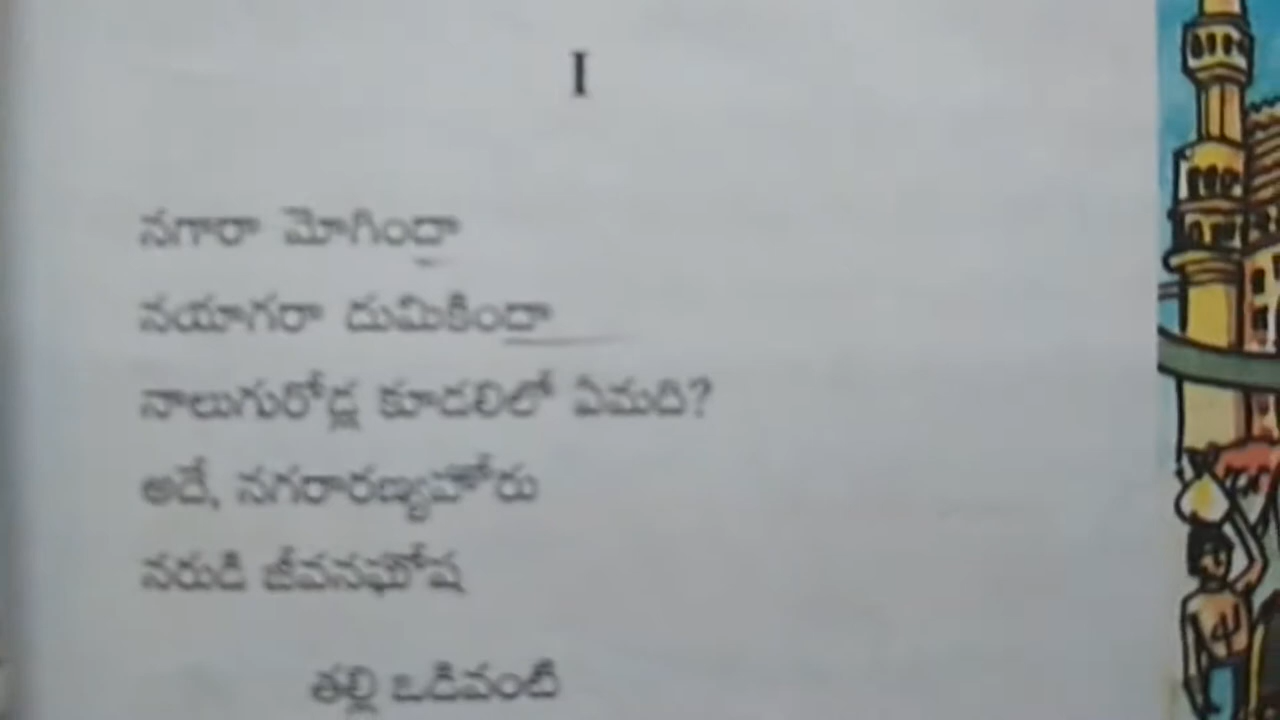 I
నగారా మోగిందా
నయాగరా దుమికిందా
నాలుగురోడ్ల కూడలిలో ఏమది?
అదే, నగరారణ్యహోరు
నరుడి జీవనఘోష
తల్లి ఒడివంటి